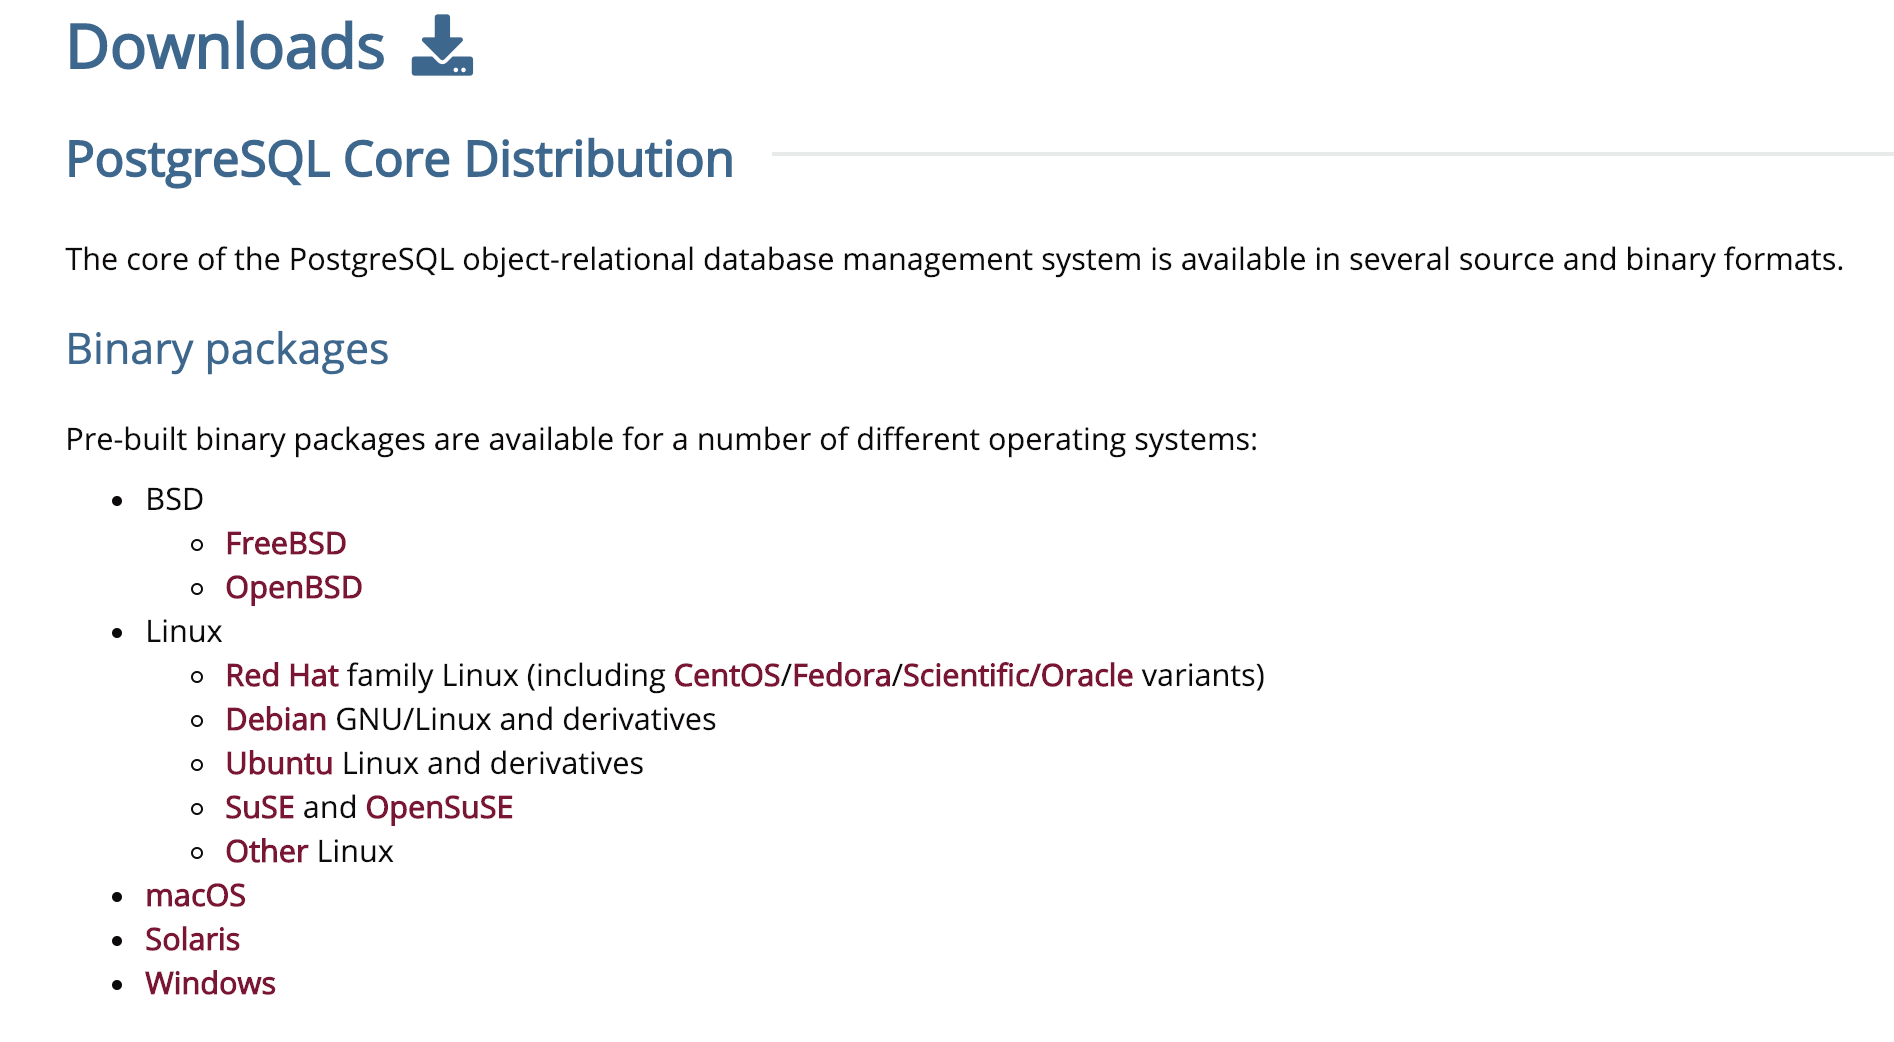 Downloads
PostgreSQL Core Distribution
The core of the PostgreSQL object-relational database management system is available in several source and binary formats.
Binary packages
Pre-built binary packages are available for a number of different operating systems:
BSD
FreeBSD
OpenBSD
Linux
Red Hat family Linux (including CentOS/Fedora/Scientific/Oracle variants)
Debian GNU/Linux and derivatives
Ubuntu Linux and derivatives
SuSE and OpenSuSE
Other Linux
macOS
Solaris
Windows